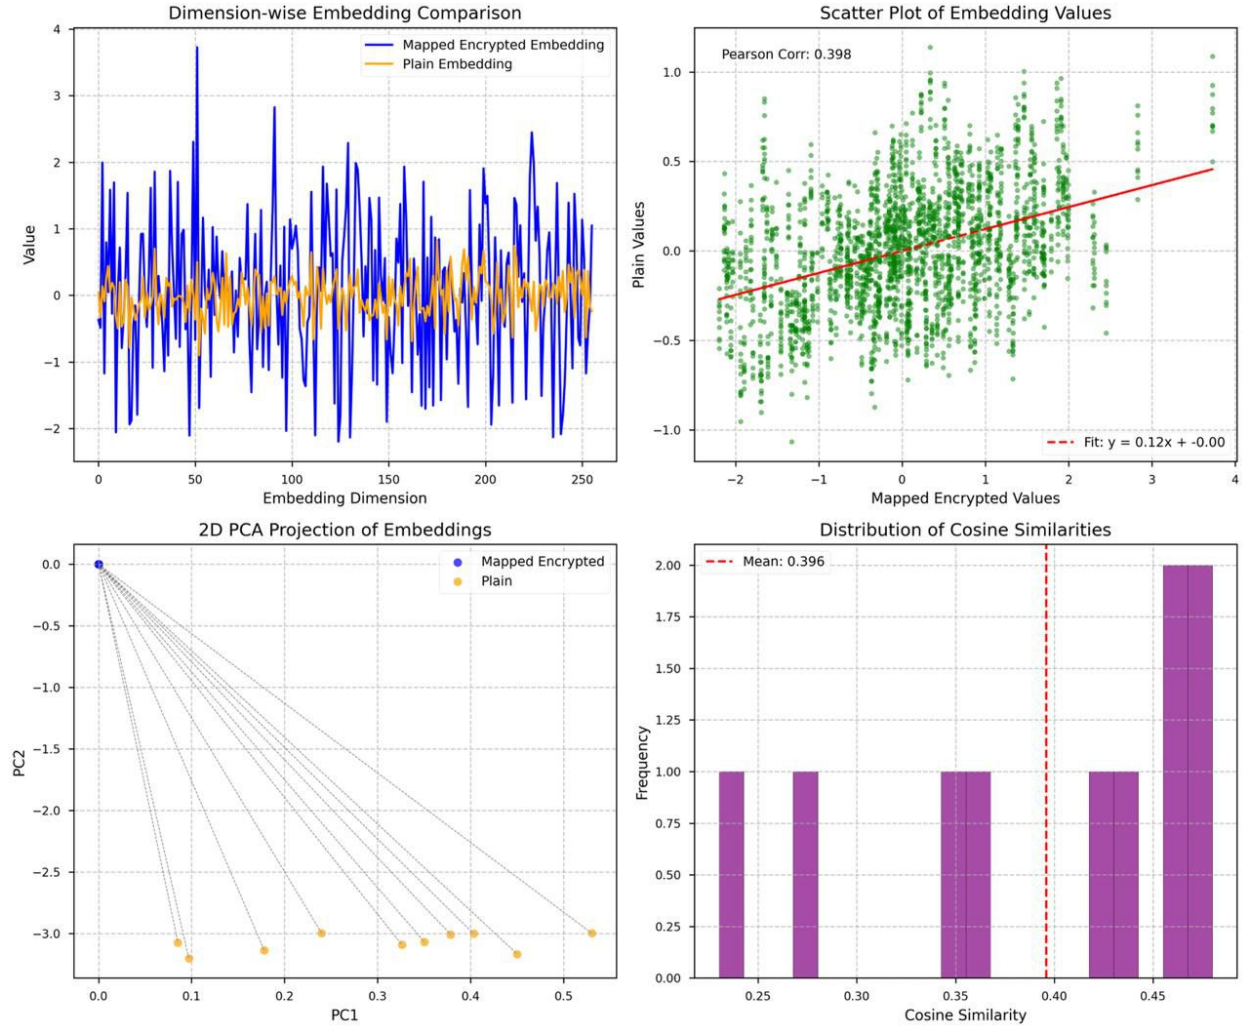 Dimension-wise Embedding Comparison
Mapped Encrypted Embedding
Plain Embedding
Value
4
3
2
1
0
−1
−2
0 50 100 150 200 250
Embedding Dimension
Scatter Plot of Embedding Values
Pearson Corr: 0.398
Plain Values
1.0
0.5
0.0
−0.5
−1.0
Fit: y = 0.12x + -0.00
−2 −1 0 1 2 3 4
Mapped Encrypted Values
2D PCA Projection of Embeddings
Mapped Encrypted
Plain
PC2
0.0
−0.5
−1.0
−1.5
−2.0
−2.5
−3.0
0.0 0.1 0.2 0.3 0.4 0.5
PC1
Distribution of Cosine Similarities
Mean: 0.396
Frequency
2.00
1.75
1.50
1.25
1.00
0.75
0.50
0.25
0.00
0.25 0.30 0.35 0.40 0.45
Cosine Similarity